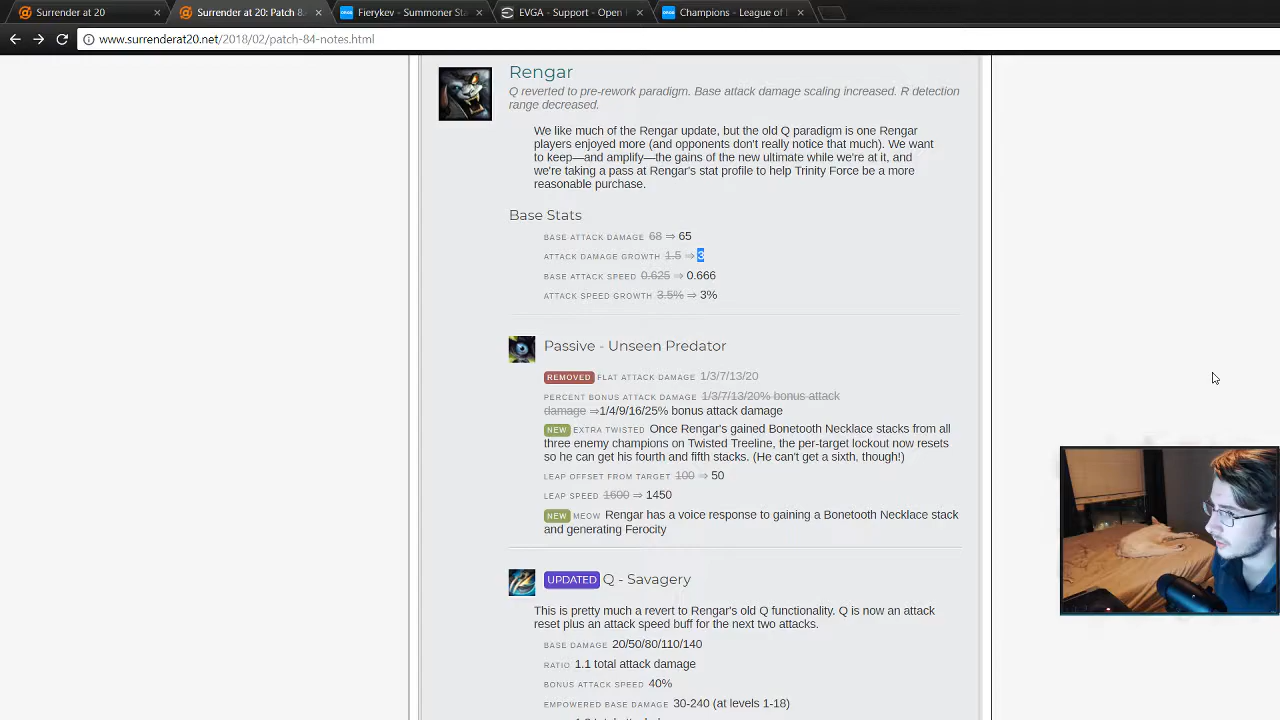 Surrender at 20
Surrender at 20: Patch 8.
Fierykev - Summoner Sta
EVGA - Support - Open
Champions - League of L
www.surrenderat20.net/2018/02/patch-84-notes.html
Rengar
Q reverted to pre-rework paradigm. Base attack damage scaling increased. R detection
range decreased.
We like much of the Rengar update, but the old Q paradigm is one Rengar
players enjoyed more (and opponents don't really notice that much). We want
to keep—and amplify—the gains of the new ultimate while we're at it, and
we're taking a pass at Rengar's stat profile to help Trinity Force be a more
reasonable purchase.
Base Stats
BASE ATTACK DAMAGE 68 ⇒ 65
ATTACK DAMAGE GROWTH 1.5 ⇒ 3
BASE ATTACK SPEED 0.625 ⇒ 0.666
ATTACK SPEED GROWTH 3.5% ⇒ 3%
Passive - Unseen Predator
REMOVED FLAT ATTACK DAMAGE 1/3/7/13/20
PERCENT BONUS ATTACK DAMAGE 1/3/7/13/20% bonus attack
damage ⇒1/4/9/16/25% bonus attack damage
NEW EXTRA TWISTED Once Rengar's gained Bonetooth Necklace stacks from all
three enemy champions on Twisted Treeline, the per-target lockout now resets
so he can get his fourth and fifth stacks. (He can't get a sixth, though!)
LEAP OFFSET FROM TARGET 100 ⇒ 50
LEAP SPEED 1600 ⇒ 1450
NEW MEOW Rengar has a voice response to gaining a Bonetooth Necklace stack
and generating Ferocity
UPDATED Q - Savagery
This is pretty much a revert to Rengar's old Q functionality. Q is now an attack
reset plus an attack speed buff for the next two attacks.
BASE DAMAGE 20/50/80/110/140
RATIO 1.1 total attack damage
BONUS ATTACK SPEED 40%
EMPOWERED BASE DAMAGE 30-240 (at levels 1-18)